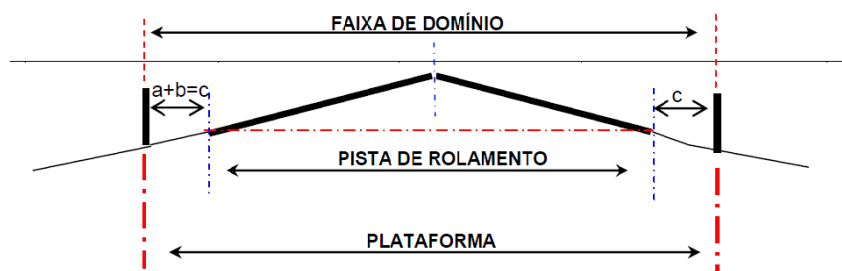 FAIXA DE DOMÍNIO
a+b=c
c
PISTA DE ROLAMENTO
PLATAFORMA